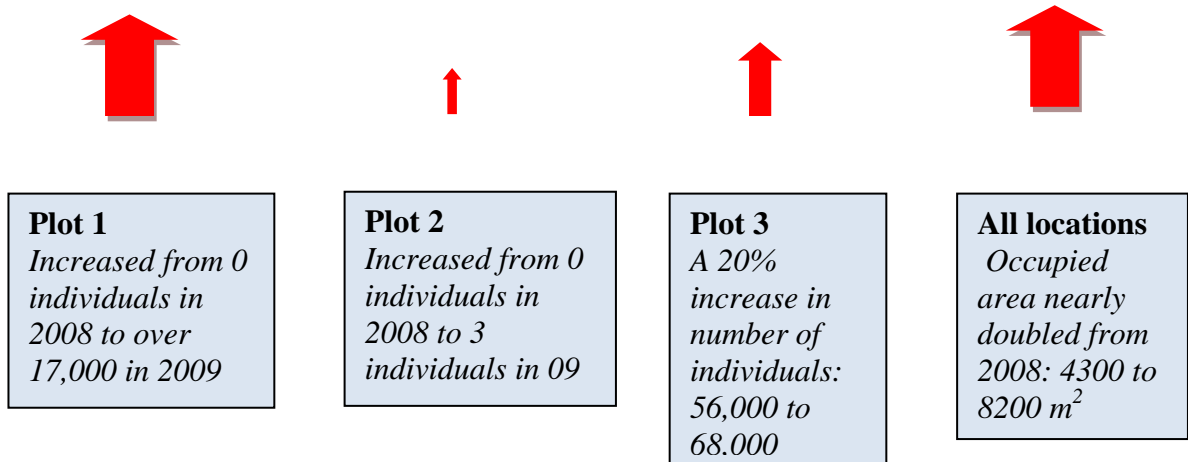 Plot 1
Increased from 0
individuals in
2008 to over
17,000 in 2009
Plot 2
Increased from 0
individuals in
2008 to 3
individuals in 09
Plot 3
A 20%
increase in
number of
individuals:
56,000 to
68.000
All locations
Occupied
area nearly
doubled from
2008: 4300 to
8200 m²